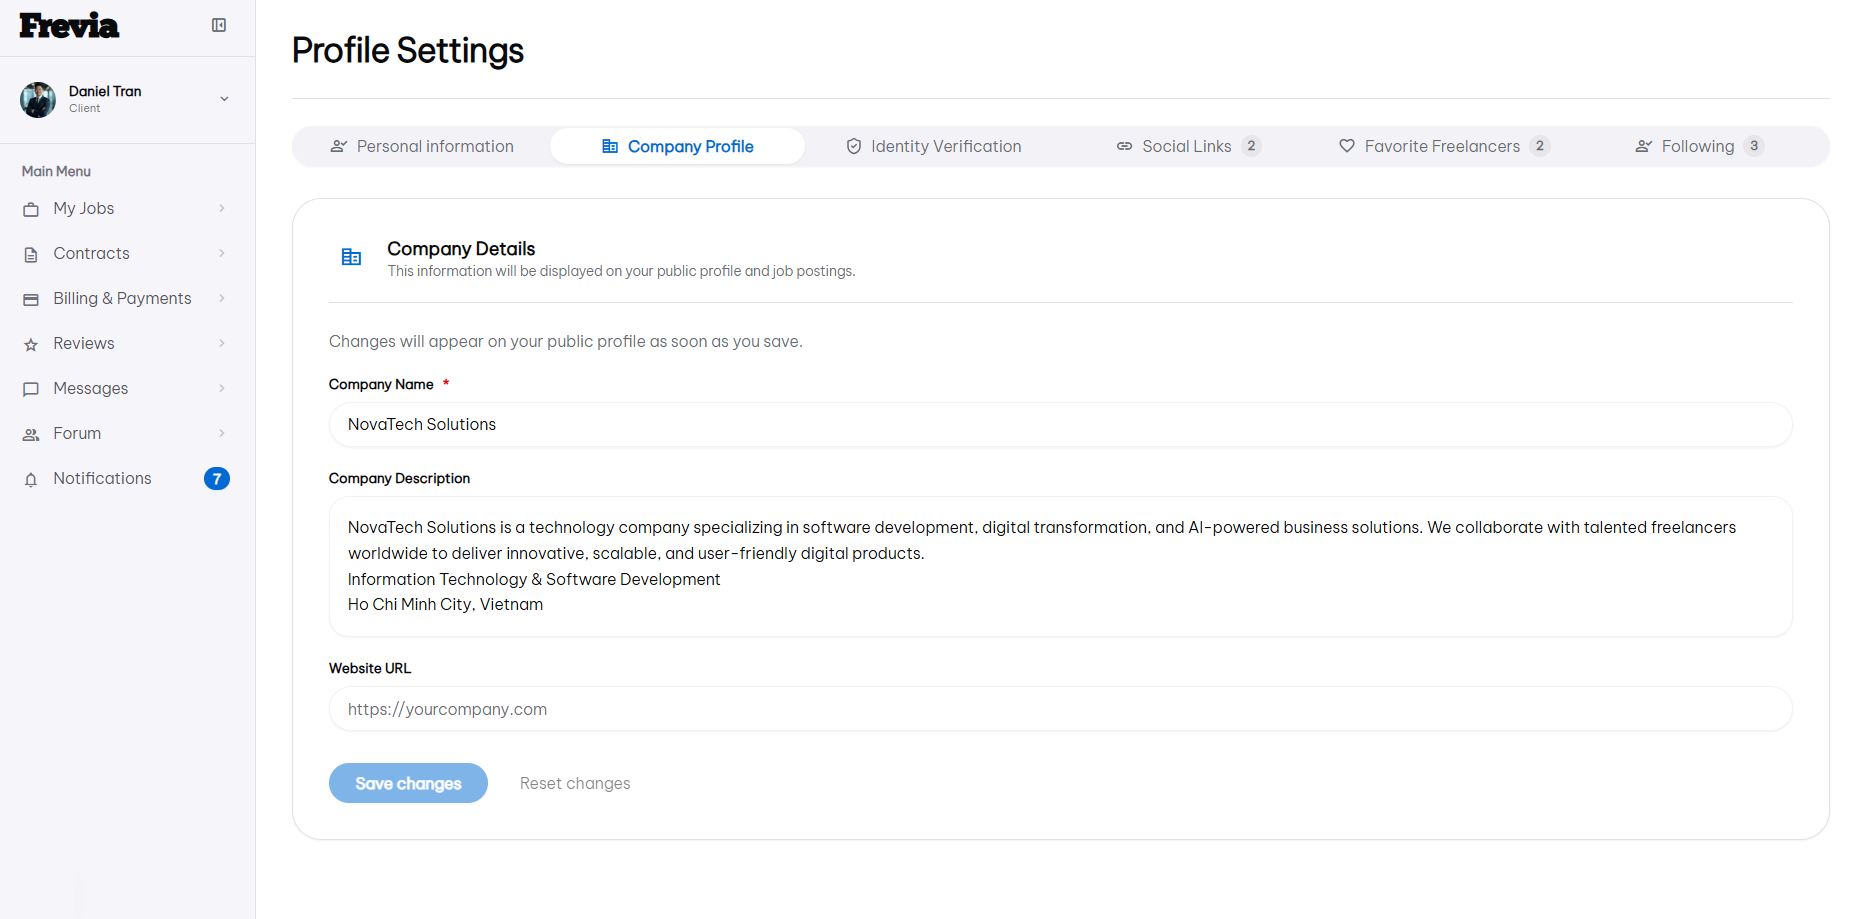 Frevia
Daniel Tran
Client
Main Menu
My Jobs
Contracts
Billing & Payments
Reviews
Messages
Forum
Notifications 7
Profile Settings
Personal information Company Profile Identity Verification Social Links 2 Favorite Freelancers 2 Following 3
Company Details
This information will be displayed on your public profile and job postings.
Changes will appear on your public profile as soon as you save.
Company Name *
NovaTech Solutions
Company Description
NovaTech Solutions is a technology company specializing in software development, digital transformation, and AI-powered business solutions. We collaborate with talented freelancers
worldwide to deliver innovative, scalable, and user-friendly digital products.
Information Technology & Software Development
Ho Chi Minh City, Vietnam
Website URL
https://yourcompany.com
Save changes Reset changes